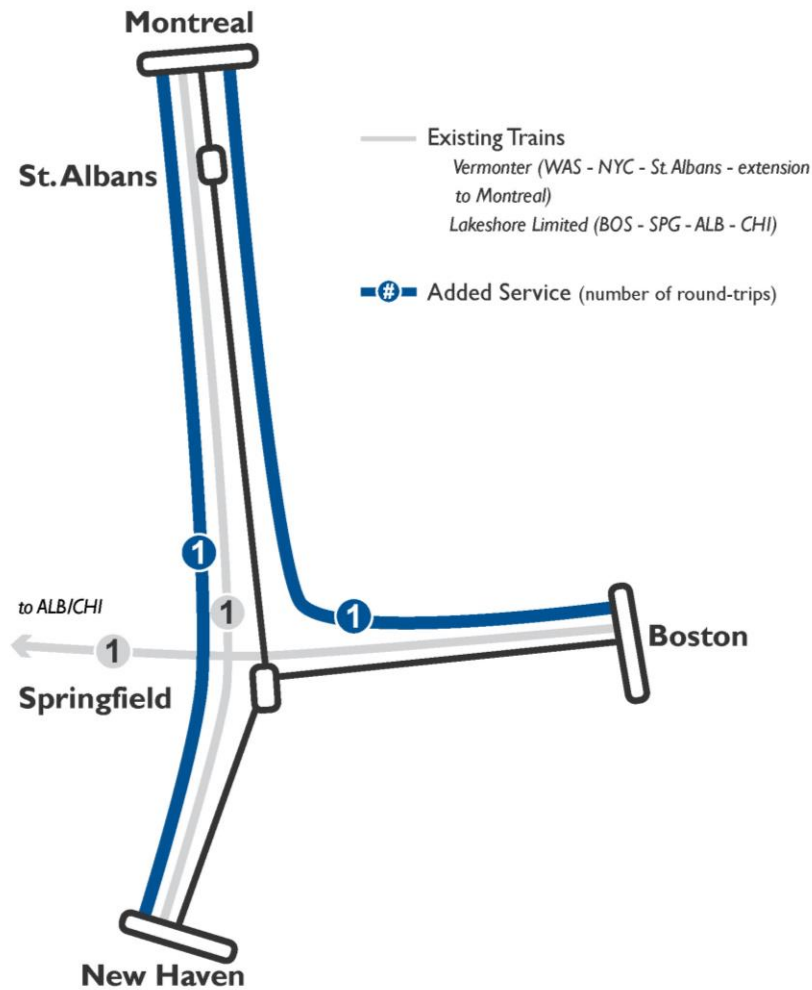 Montreal
St. Albans
Existing Trains
Vermonter (WAS - NYC - St. Albans - extension
to Montreal)
Lakeshore Limited (BOS - SPG - ALB - CHI)
# Added Service (number of round-trips)
1
to ALB/CHI
1
1
1
Boston
Springfield
New Haven